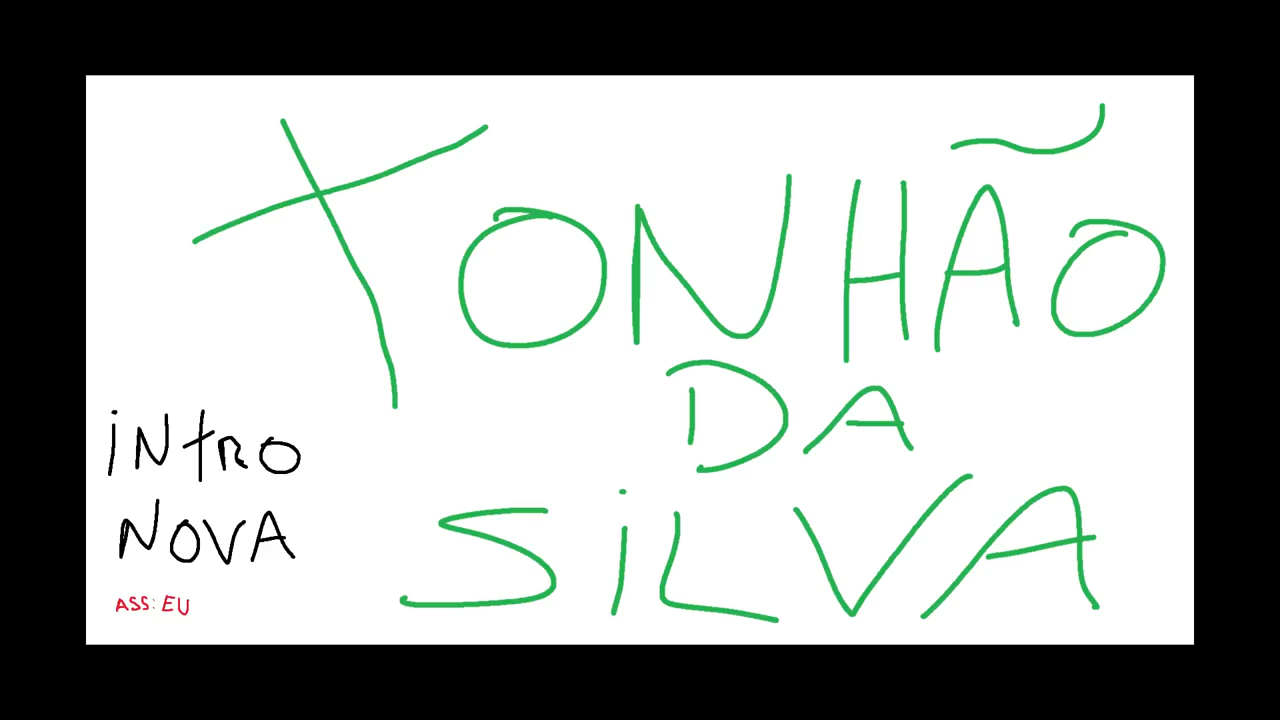 TONHÃO
DA
SiLVA
iNtRO
NOVA
ASS: EU